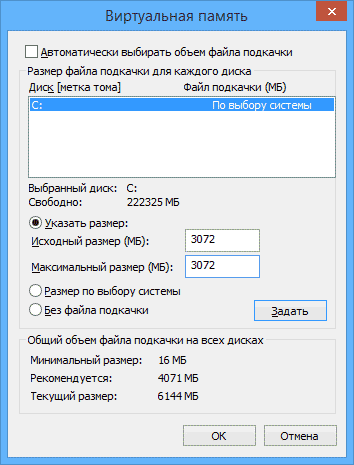 Виртуальная память
Автоматически выбирать объем файла подкачки
Размер файла подкачки для каждого диска
Диск [метка тома] Файл подкачки (МБ)
C: По выбору системы
Выбранный диск: C:
Свободно: 222325 МБ
Указать размер:
Исходный размер (МБ): 3072
Максимальный размер (МБ): 3072
Размер по выбору системы
Без файла подкачки Задать
Общий объем файла подкачки на всех дисках
Минимальный размер: 16 МБ
Рекомендуется: 4071 МБ
Текущий размер: 6144 МБ
ОК Отмена